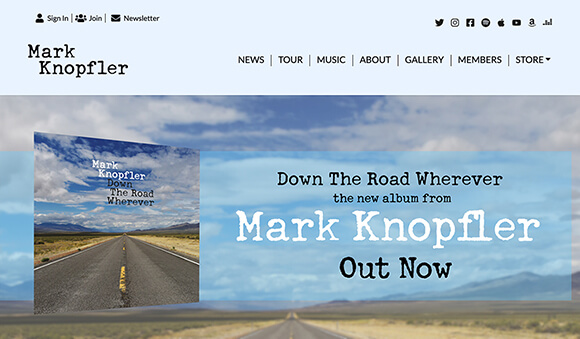 Sign In | Join | Newsletter
Mark
Knopfler
NEWS | TOUR | MUSIC | ABOUT | GALLERY | MEMBERS | STORE
Mark
Knopfler
Down
The Road
Wherever
Down The Road Wherever
the new album from
Mark Knopfler
Out Now